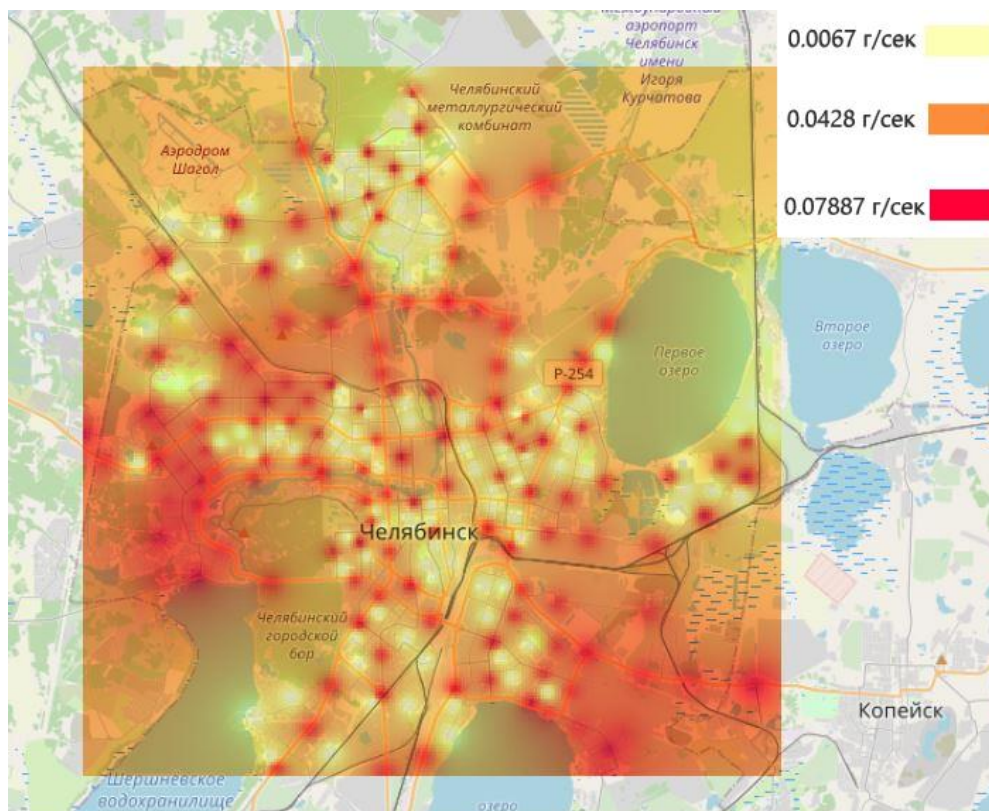 Международный
аэропорт
Челябинск
имени
Игоря
Курчатова
0.0067 г/сек
0.0428 г/сек
0.07887 г/сек
Челябинский
металлургический
комбинат
Аэродром
Шагол
Второе
озеро
Первое
озеро
Р-254
Челябинск
Челябинский
городской
бор
Копейск
Шершнёвское
водохранилище
озеро